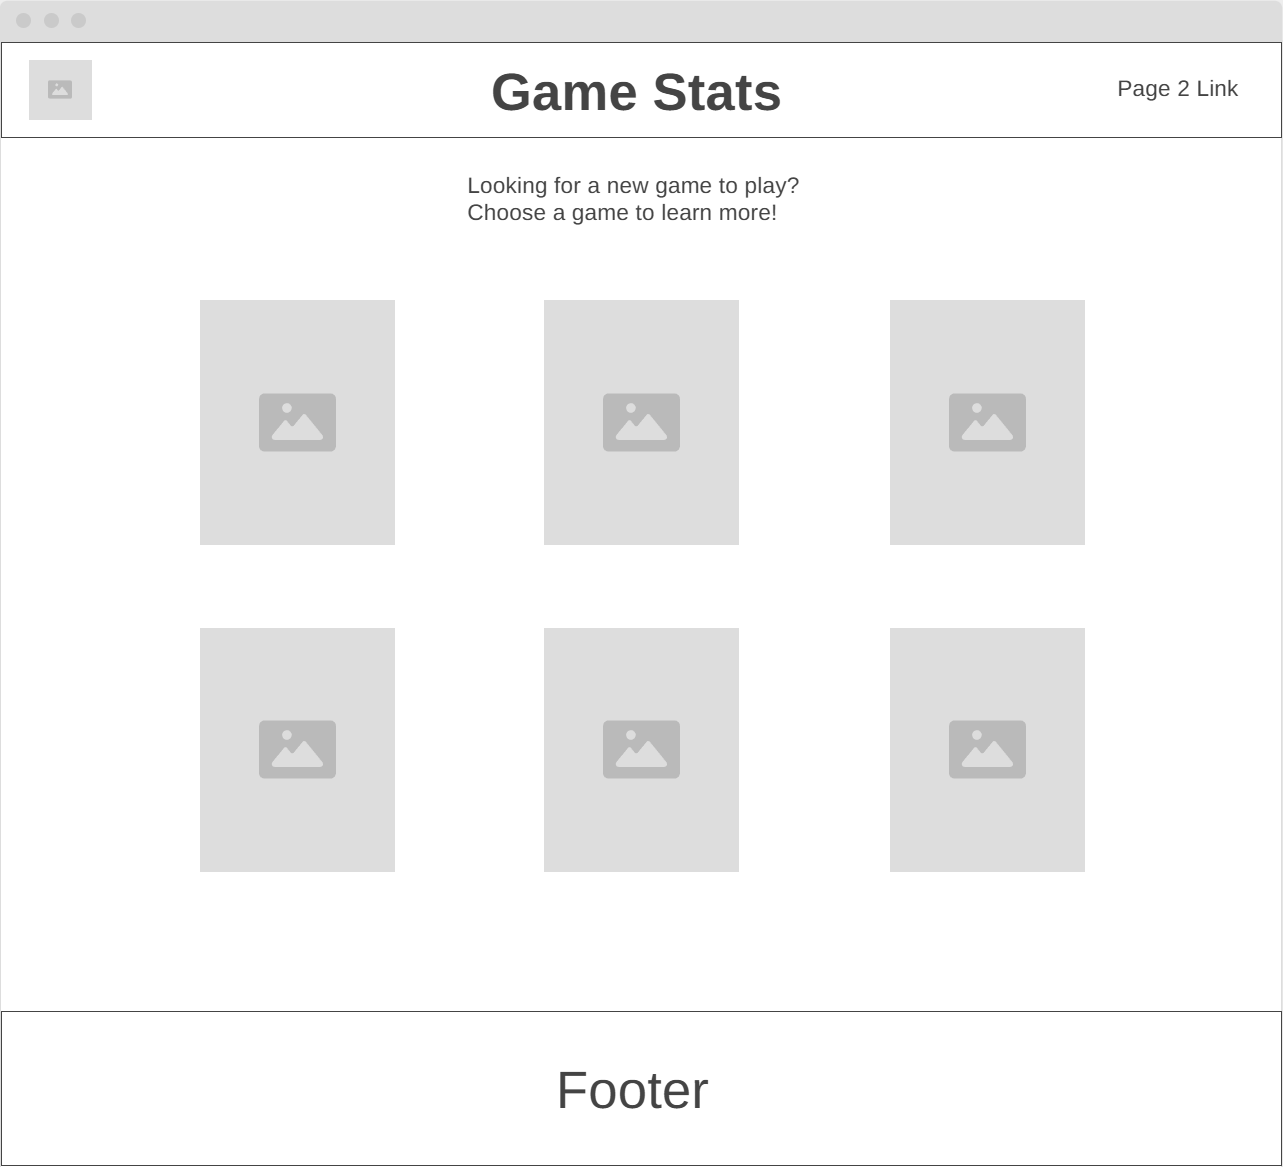 Game Stats
Page 2 Link
Looking for a new game to play?
Choose a game to learn more!
Footer